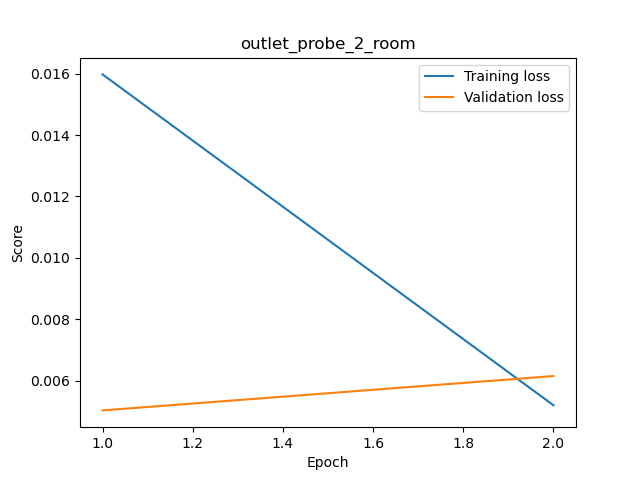 outlet_probe_2_room
Training loss
Validation loss
0.016
0.014
0.012
0.010
0.008
0.006
Score
1.0 1.2 1.4 1.6 1.8 2.0
Epoch